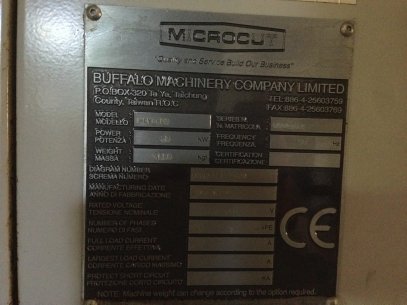 MICROCUT
"Quality and Service Build Our Business"
BUFFALO MACHINERY COMPANY LIMITED
P.O.BOX-320 Ta Ya, Taichung
County, Taiwan R.O.C
TEL:886-4-25603759
FAX:886-4-25603769
MODEL
MODELLO
SERIES N.
N. MATRICOLA
POWER
POTENZA
KW
FREQUENCY
FREQUENZA
Hz
WEIGHT
MASSA
Kgf
CERTIFICATION
CERTIFICAZIONE
DIAGRAM NUMBER
SCHEMA NUMERO
MANUFACTURING DATE
ANNO DI FABBRICAZIONE
RATED VOLTAGE
TENSIONE NOMINALE
V
NUMBER OF PHASES
NUMERO DI FASI
FULL LOAD CURRENT
CORRENTE EFFETTIVA
A
LARGEST LOAD CURRENT
CORRENTE CARICO MASSIMO
A
PROTECT SHORT CIRCUIT
PROTEZIONE CORTO CIRCUITO
KA
CE
NOTE: Machine weight can change according to the option required.